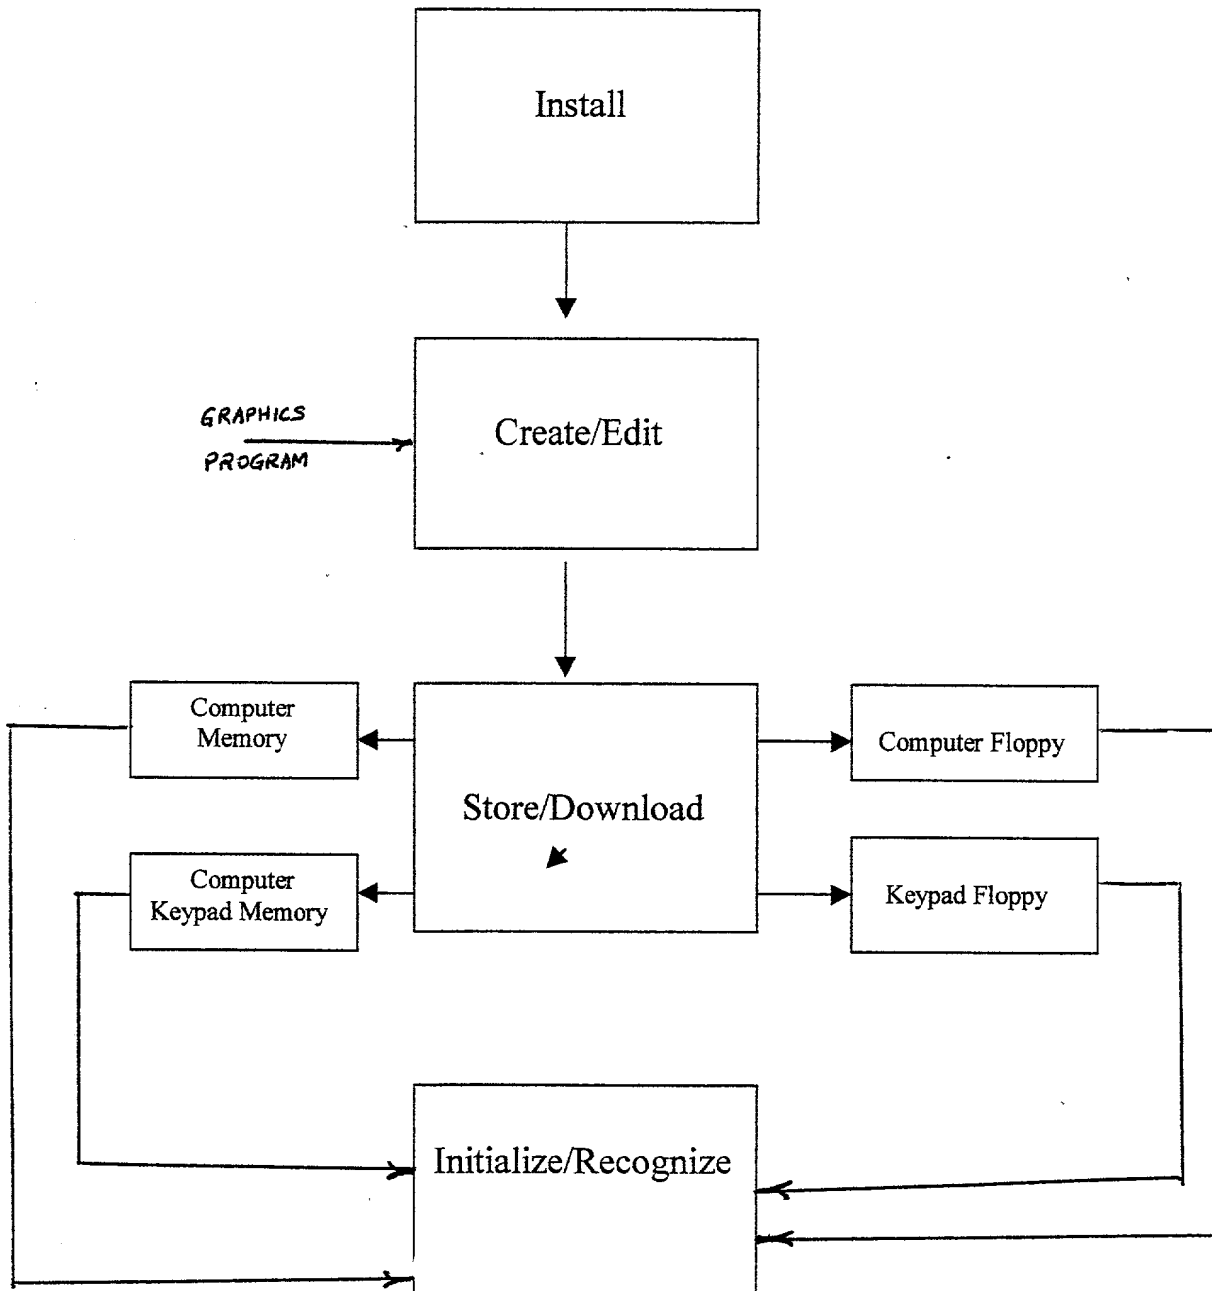 Install
GRAPHICS
PROGRAM
Create/Edit
Computer
Memory
Computer Floppy
Store/Download
Computer
Keypad Memory
Keypad Floppy
Initialize/Recognize